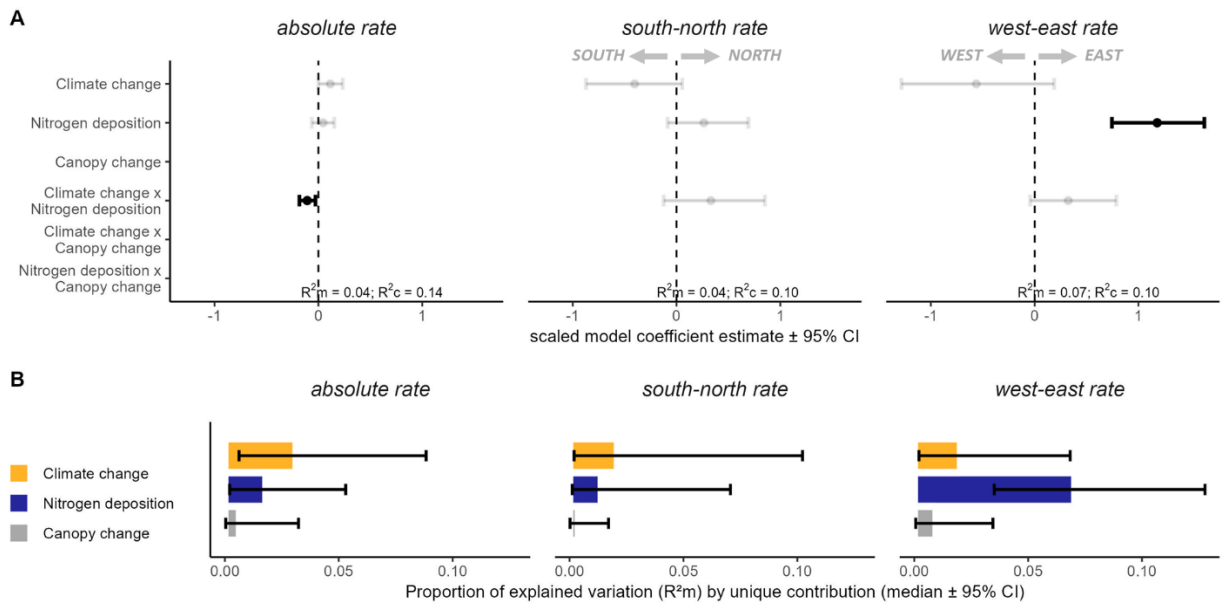 A
absolute rate
south-north rate
west-east rate
SOUTH NORTH
WEST EAST
Climate change
Nitrogen deposition
Canopy change
Climate change x
Nitrogen deposition
Climate change x
Canopy change
Nitrogen deposition x
Canopy change
R²m = 0.04; R²c = 0.14
R²m = 0.04; R²c = 0.10
R²m = 0.07; R²c = 0.10
-1 0 1
-1 0 1
-1 0 1
scaled model coefficient estimate ± 95% CI
B
absolute rate
south-north rate
west-east rate
Climate change
Nitrogen deposition
Canopy change
0.00 0.05 0.10
0.00 0.05 0.10
0.00 0.05 0.10
Proportion of explained variation (R²m) by unique contribution (median ± 95% CI)